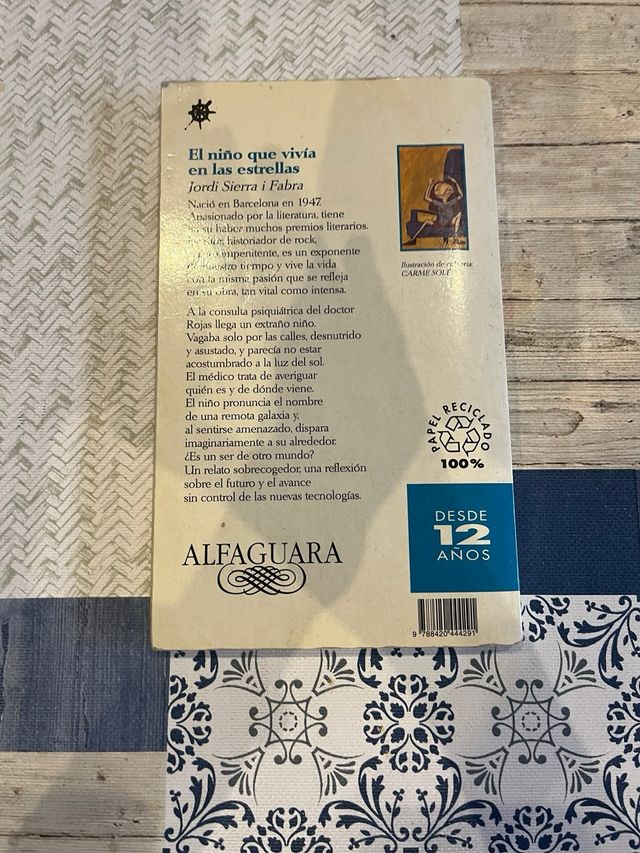 El niño que vivía
en las estrellas
Jordi Sierra i Fabra
Nació en Barcelona en 1947.
Apasionado por la literatura, tiene
su haber muchos premios literarios.
historiador de rock,
impenitente, es un exponente
de nuestro tiempo y vive la vida
con la misma pasión que se refleja
en su obra, tan vital como intensa.
A la consulta psiquiátrica del doctor
Rojas llega un extraño niño.
Vagaba solo por las calles, desnutrido
y asustado, y parecía no estar
acostumbrado a la luz del sol.
El médico trata de averiguar
quién es y de dónde viene.
El niño pronuncia el nombre
de una remota galaxia y,
al sentirse amenazado, dispara
imaginariamente a su alrededor.
¿Es un ser de otro mundo?
Un relato sobrecogedor, una reflexión
sobre el futuro y el avance
sin control de las nuevas tecnologías.
Ilustración de cubierta:
CARME SOLÉ
PAPEL RECICLADO
100%
DESDE
12
AÑOS
ALFAGUARA
9 788420 444291